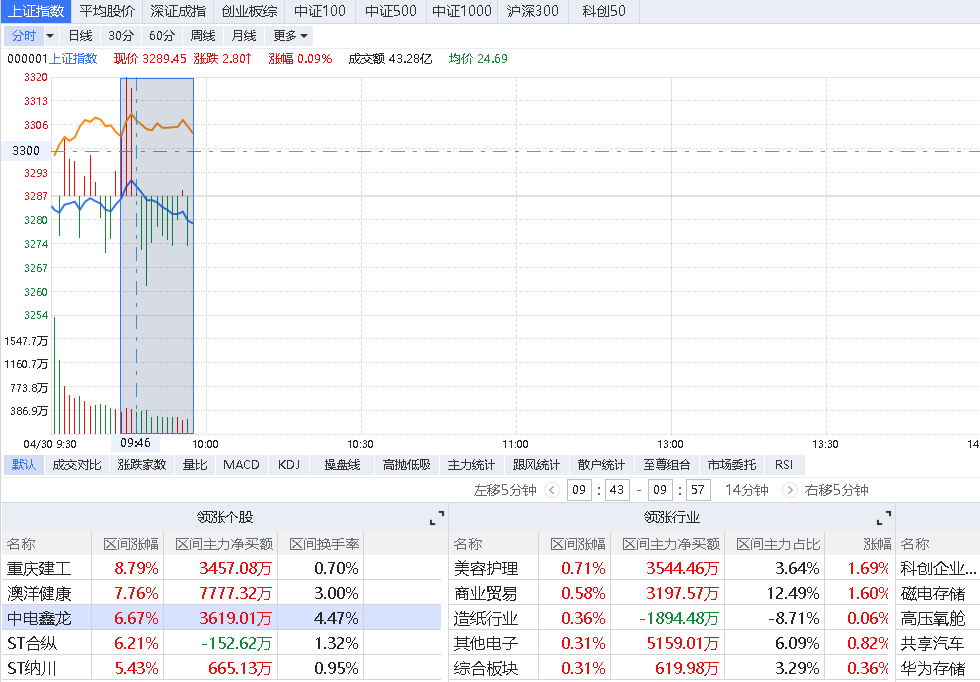 上证指数 平均股价 深证成指 创业板综 中证100 中证500 中证1000 沪深300 科创50
分时 日线 30分 60分 周线 月线 更多
000001上证指数 现价 3289.45 涨跌 2.80↑ 涨幅 0.09% 成交额 43.28亿 均价 24.69
3320
3313
3306
3300
3293
3287
3280
3274
3267
3260
3254
1547.7万
1160.7万
773.8万
386.9万
04/30 9:30 09:46 10:00 10:30 11:00 13:00 13:30 14
默认 成交对比 涨跌家数 量比 MACD KDJ 操盘线 高抛低吸 主力统计 跟风统计 散户统计 至尊组合 市场委托 RSI
左移5分钟 09 : 43 - 09 : 57 14分钟 右移5分钟
领涨个股 领涨行业
名称 区间涨幅 区间主力净买额 区间换手率 名称 区间涨幅 区间主力净买额 区间主力占比 涨幅 名称
重庆建工 8.79% 3457.08万 0.70% 美容护理 0.71% 3544.46万 3.64% 1.69% 科创企业...
澳洋健康 7.76% 7777.32万 3.00% 商业贸易 0.58% 3197.57万 12.49% 1.60% 磁电存储
中电鑫龙 6.67% 3619.01万 4.47% 造纸行业 0.36% -1894.48万 -8.71% 0.06% 高压氧舱
ST合纵 6.21% -152.62万 1.32% 其他电子 0.31% 5159.01万 6.09% 0.82% 共享汽车
ST纳川 5.43% 665.13万 0.95% 综合板块 0.31% 619.98万 3.29% 0.36% 华为存储